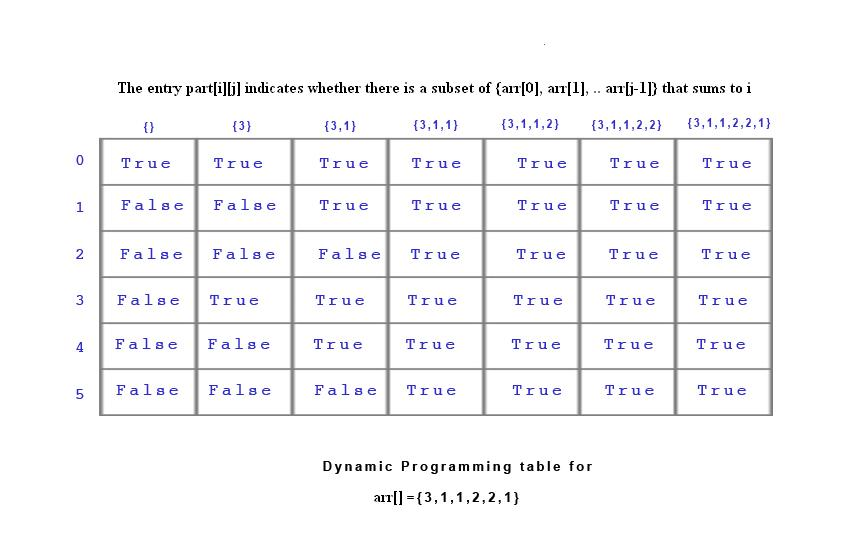 The entry part[i][j] indicates whether there is a subset of {arr[0], arr[1], .. arr[j-1]} that sums to i
{} {3} {3,1} {3,1,1} {3,1,1,2} {3,1,1,2,2} {3,1,1,2,2,1}
0 True True True True True True True
1 False False True True True True True
2 False False False True True True True
3 False True True True True True True
4 False False True True True True True
5 False False False True True True True
Dynamic Programming table for
arr[] ={3,1,1,2,2,1}